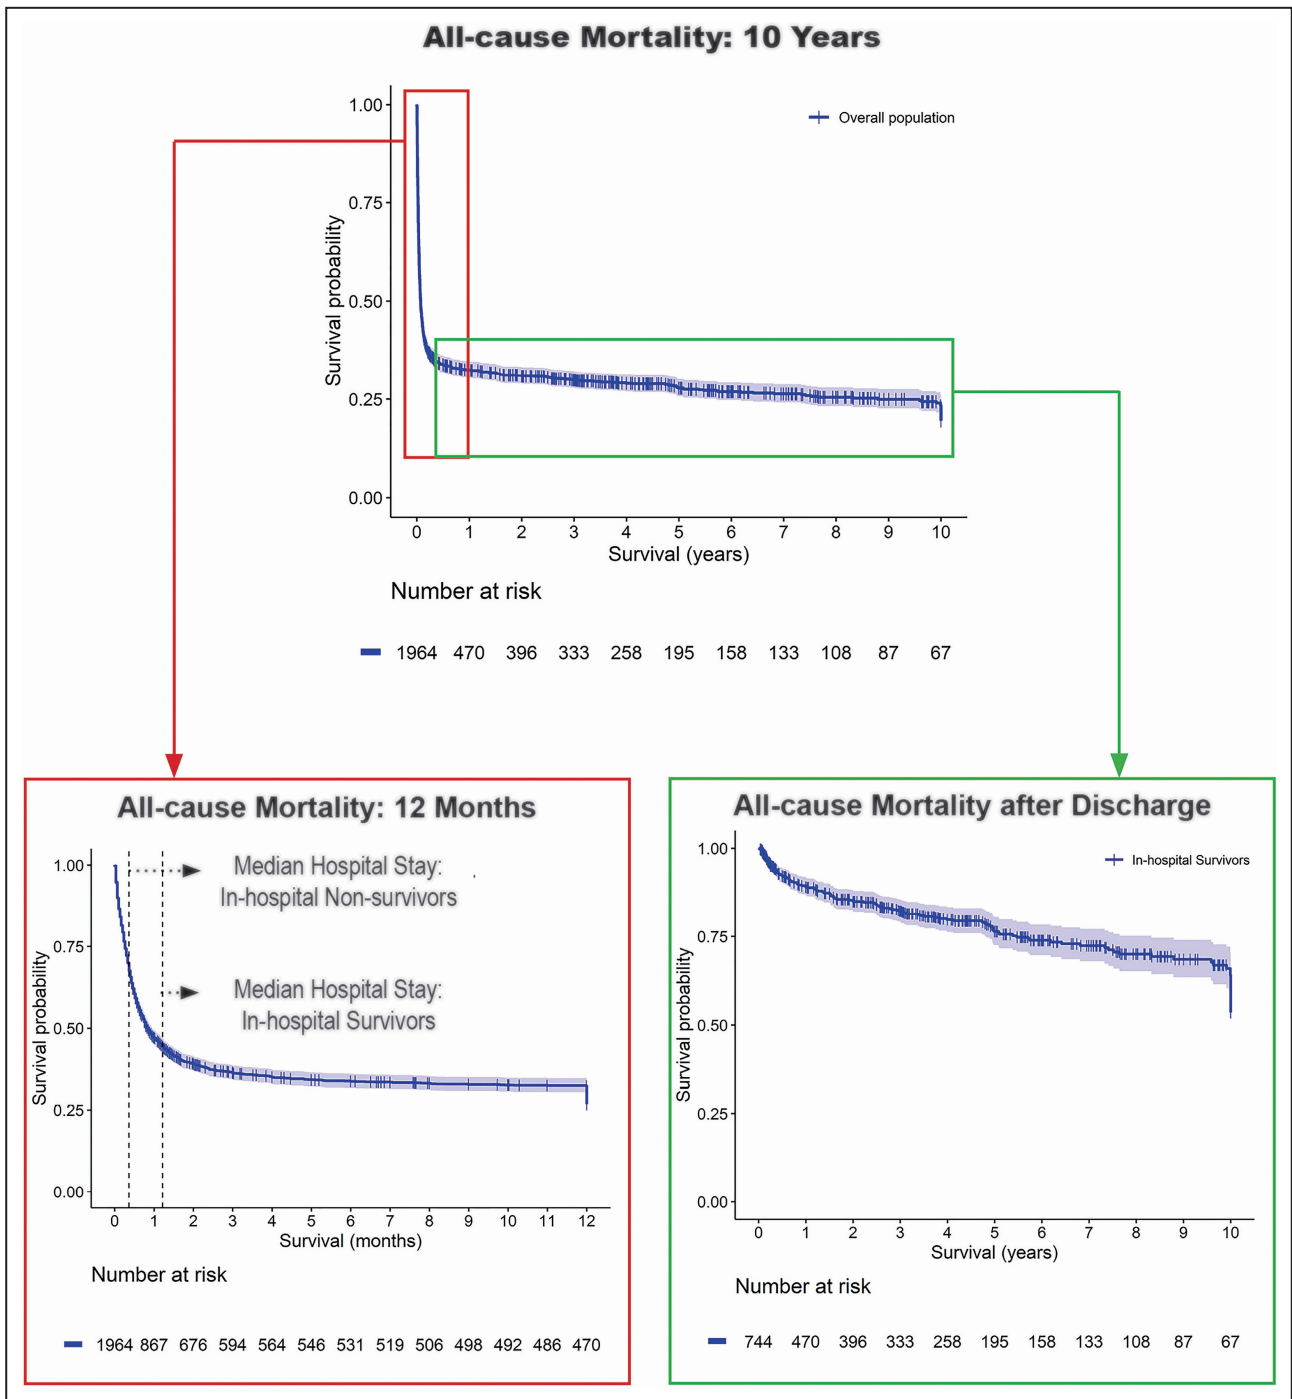 All-cause Mortality: 10 Years
1.00
0.75
0.50
0.25
0.00
Survival probability
Overall population
0 1 2 3 4 5 6 7 8 9 10
Survival (years)
Number at risk
1964 470 396 333 258 195 158 133 108 87 67
All-cause Mortality: 12 Months
1.00
0.75
0.50
0.25
0.00
Survival probability
Median Hospital Stay:
In-hospital Non-survivors
Median Hospital Stay:
In-hospital Survivors
0 1 2 3 4 5 6 7 8 9 10 11 12
Survival (months)
Number at risk
1964 867 676 594 564 546 531 519 506 498 492 486 470
All-cause Mortality after Discharge
1.00
0.75
0.50
0.25
0.00
Survival probability
In-hospital Survivors
0 1 2 3 4 5 6 7 8 9 10
Survival (years)
Number at risk
744 470 396 333 258 195 158 133 108 87 67